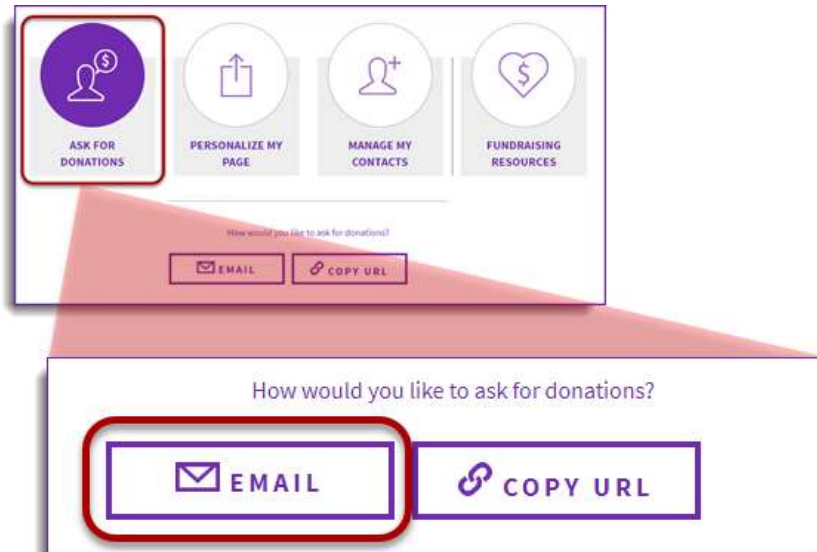 ASK FOR
DONATIONS
PERSONALIZE MY
PAGE
MANAGE MY
CONTACTS
$
FUNDRAISING
RESOURCES
How would you like to ask for donations?
EMAIL
COPY URL
How would you like to ask for donations?
EMAIL
COPY URL